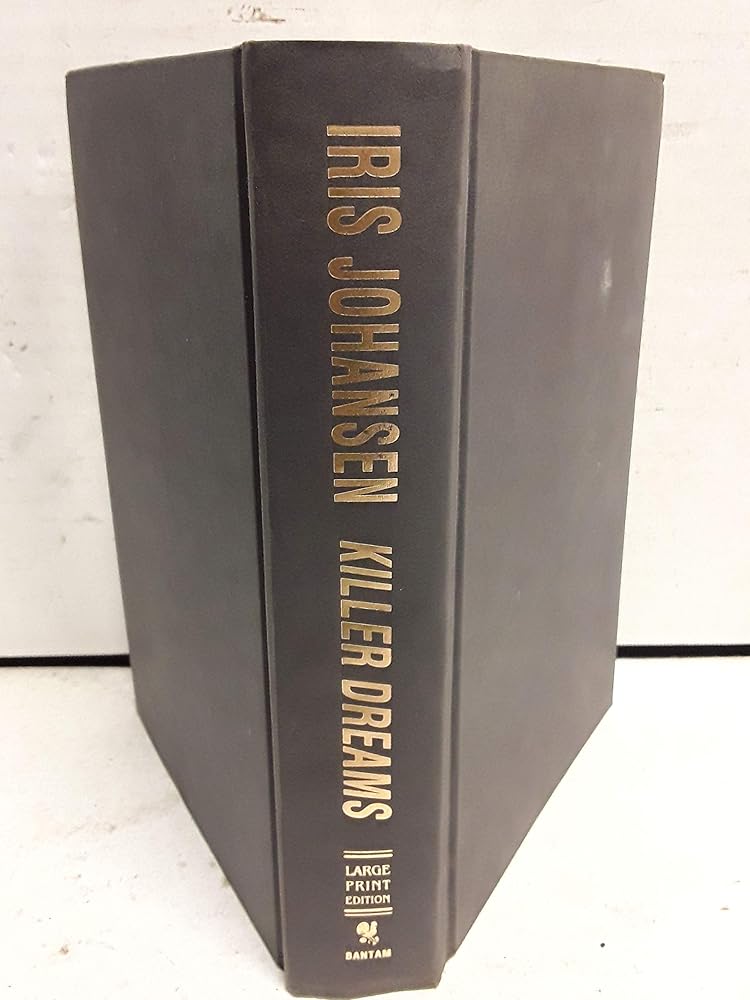 IRIS JOHANSEN
KILLER DREAMS
LARGE
PRINT
EDITION
BANTAM